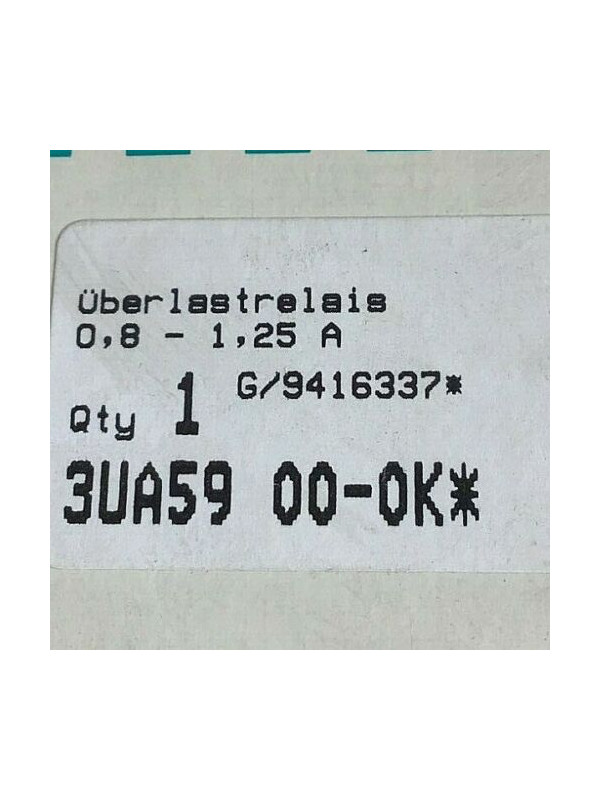 Überlastrelais
0,8 - 1,25 A
G/9416337*
Qty 1
3UA59 00-0K*